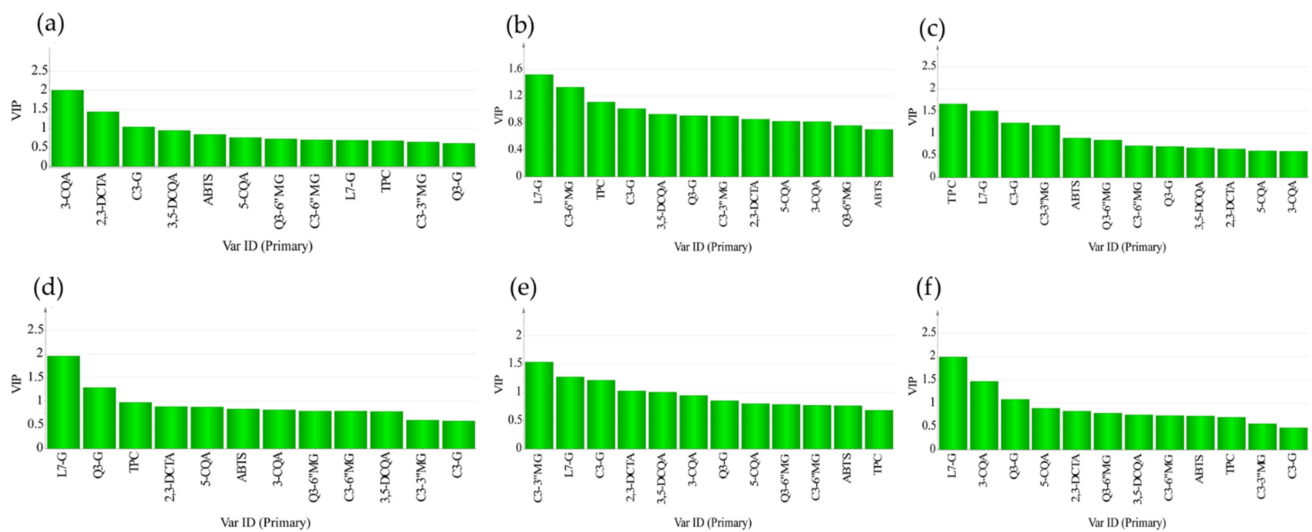 (a)
VIP
2.5
2
1.5
1
0.5
0
3-CQA
2,3-DCTA
C3-G
3,5-DCQA
ABTS
5-CQA
Q3-6"MG
C3-6"MG
L7-G
TPC
C3-3"MG
Q3-G
Var ID (Primary)
(b)
VIP
1.6
1.2
0.8
0.4
0
L7-G
C3-6"MG
TPC
C3-G
3,5-DCQA
Q3-G
C3-3"MG
2,3-DCTA
5-CQA
3-CQA
Q3-6"MG
ABTS
Var ID (Primary)
(c)
VIP
2.5
2
1.5
1
0.5
0
TPC
L7-G
C3-G
C3-3"MG
ABTS
Q3-6"MG
C3-6"MG
Q3-G
3,5-DCQA
2,3-DCTA
5-CQA
3-CQA
Var ID (Primary)
(d)
VIP
2.5
2
1.5
1
0.5
0
L7-G
Q3-G
TPC
2,3-DCTA
5-CQA
ABTS
3-CQA
Q3-6"MG
C3-6"MG
3,5-DCQA
C3-3"MG
C3-G
Var ID (Primary)
(e)
VIP
2
1.5
1
0.5
0
C3-3"MG
L7-G
C3-G
2,3-DCTA
3,5-DCQA
3-CQA
Q3-G
5-CQA
Q3-6"MG
C3-6"MG
ABTS
TPC
Var ID (Primary)
(f)
VIP
2.5
2
1.5
1
0.5
0
L7-G
3-CQA
Q3-G
5-CQA
2,3-DCTA
Q3-6"MG
3,5-DCQA
C3-6"MG
ABTS
TPC
C3-3"MG
C3-G
Var ID (Primary)